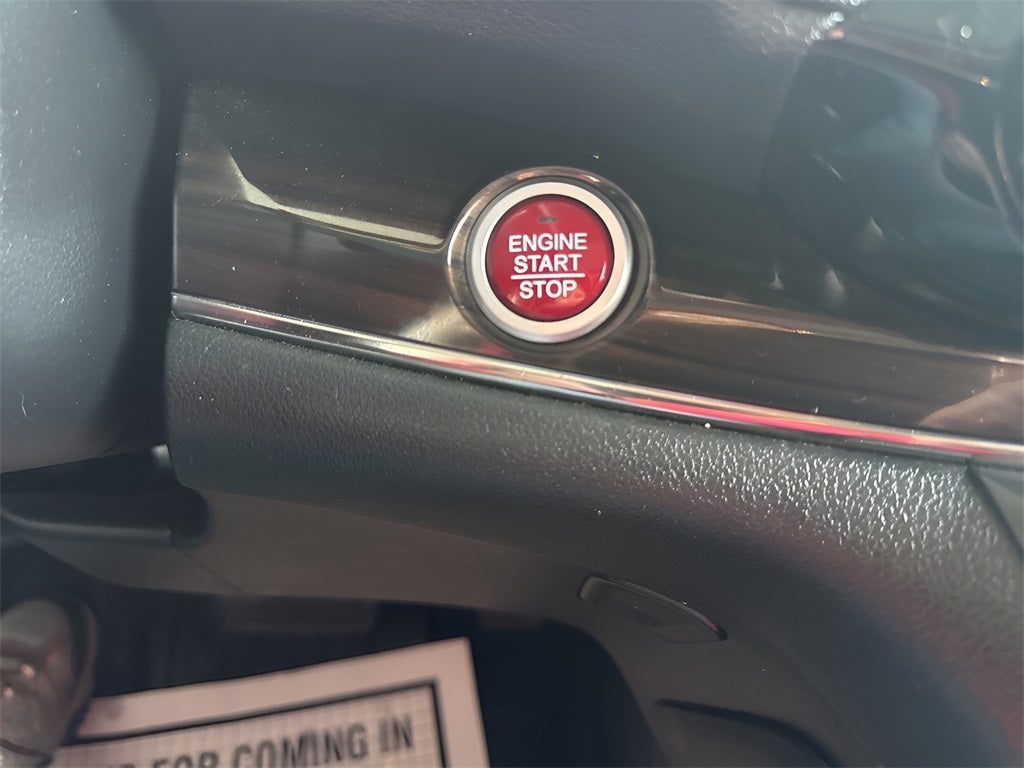 ENGINE
START
STOP
FOR COMING IN